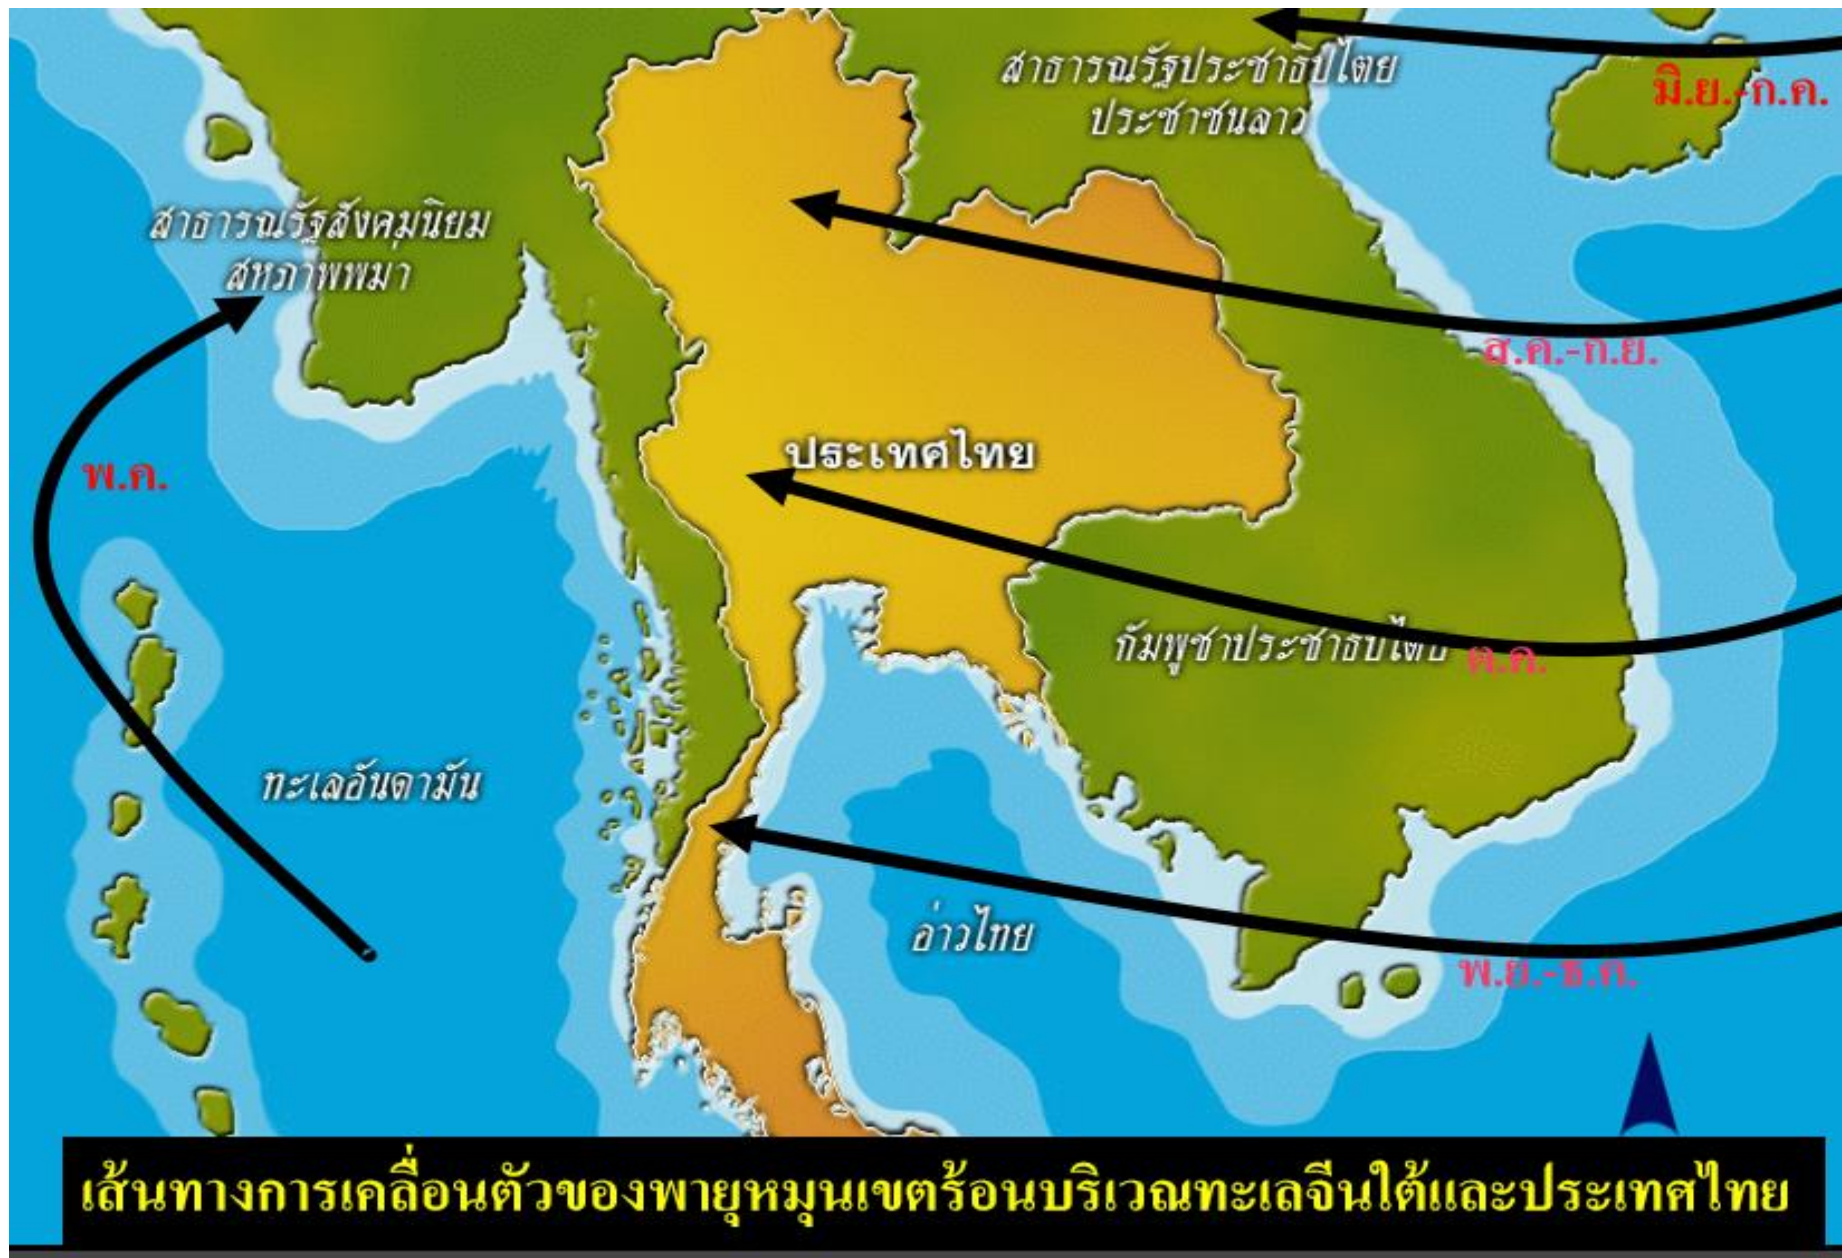 สาธารณรัฐประชาธิปไตย
ประชาชนลาว
มิ.ย.-ก.ค.
สาธารณรัฐสังคมนิยม
สหภาพพม่า
ส.ค.-ก.ย.
ประเทศไทย
พ.ค.
กัมพูชาประชาธิปไตย
ต.ค.
ทะเลอันดามัน
อ่าวไทย
พ.ย.-ธ.ค.
เส้นทางการเคลื่อนตัวของพายุหมุนเขตร้อนบริเวณทะเลจีนใต้และประเทศไทย